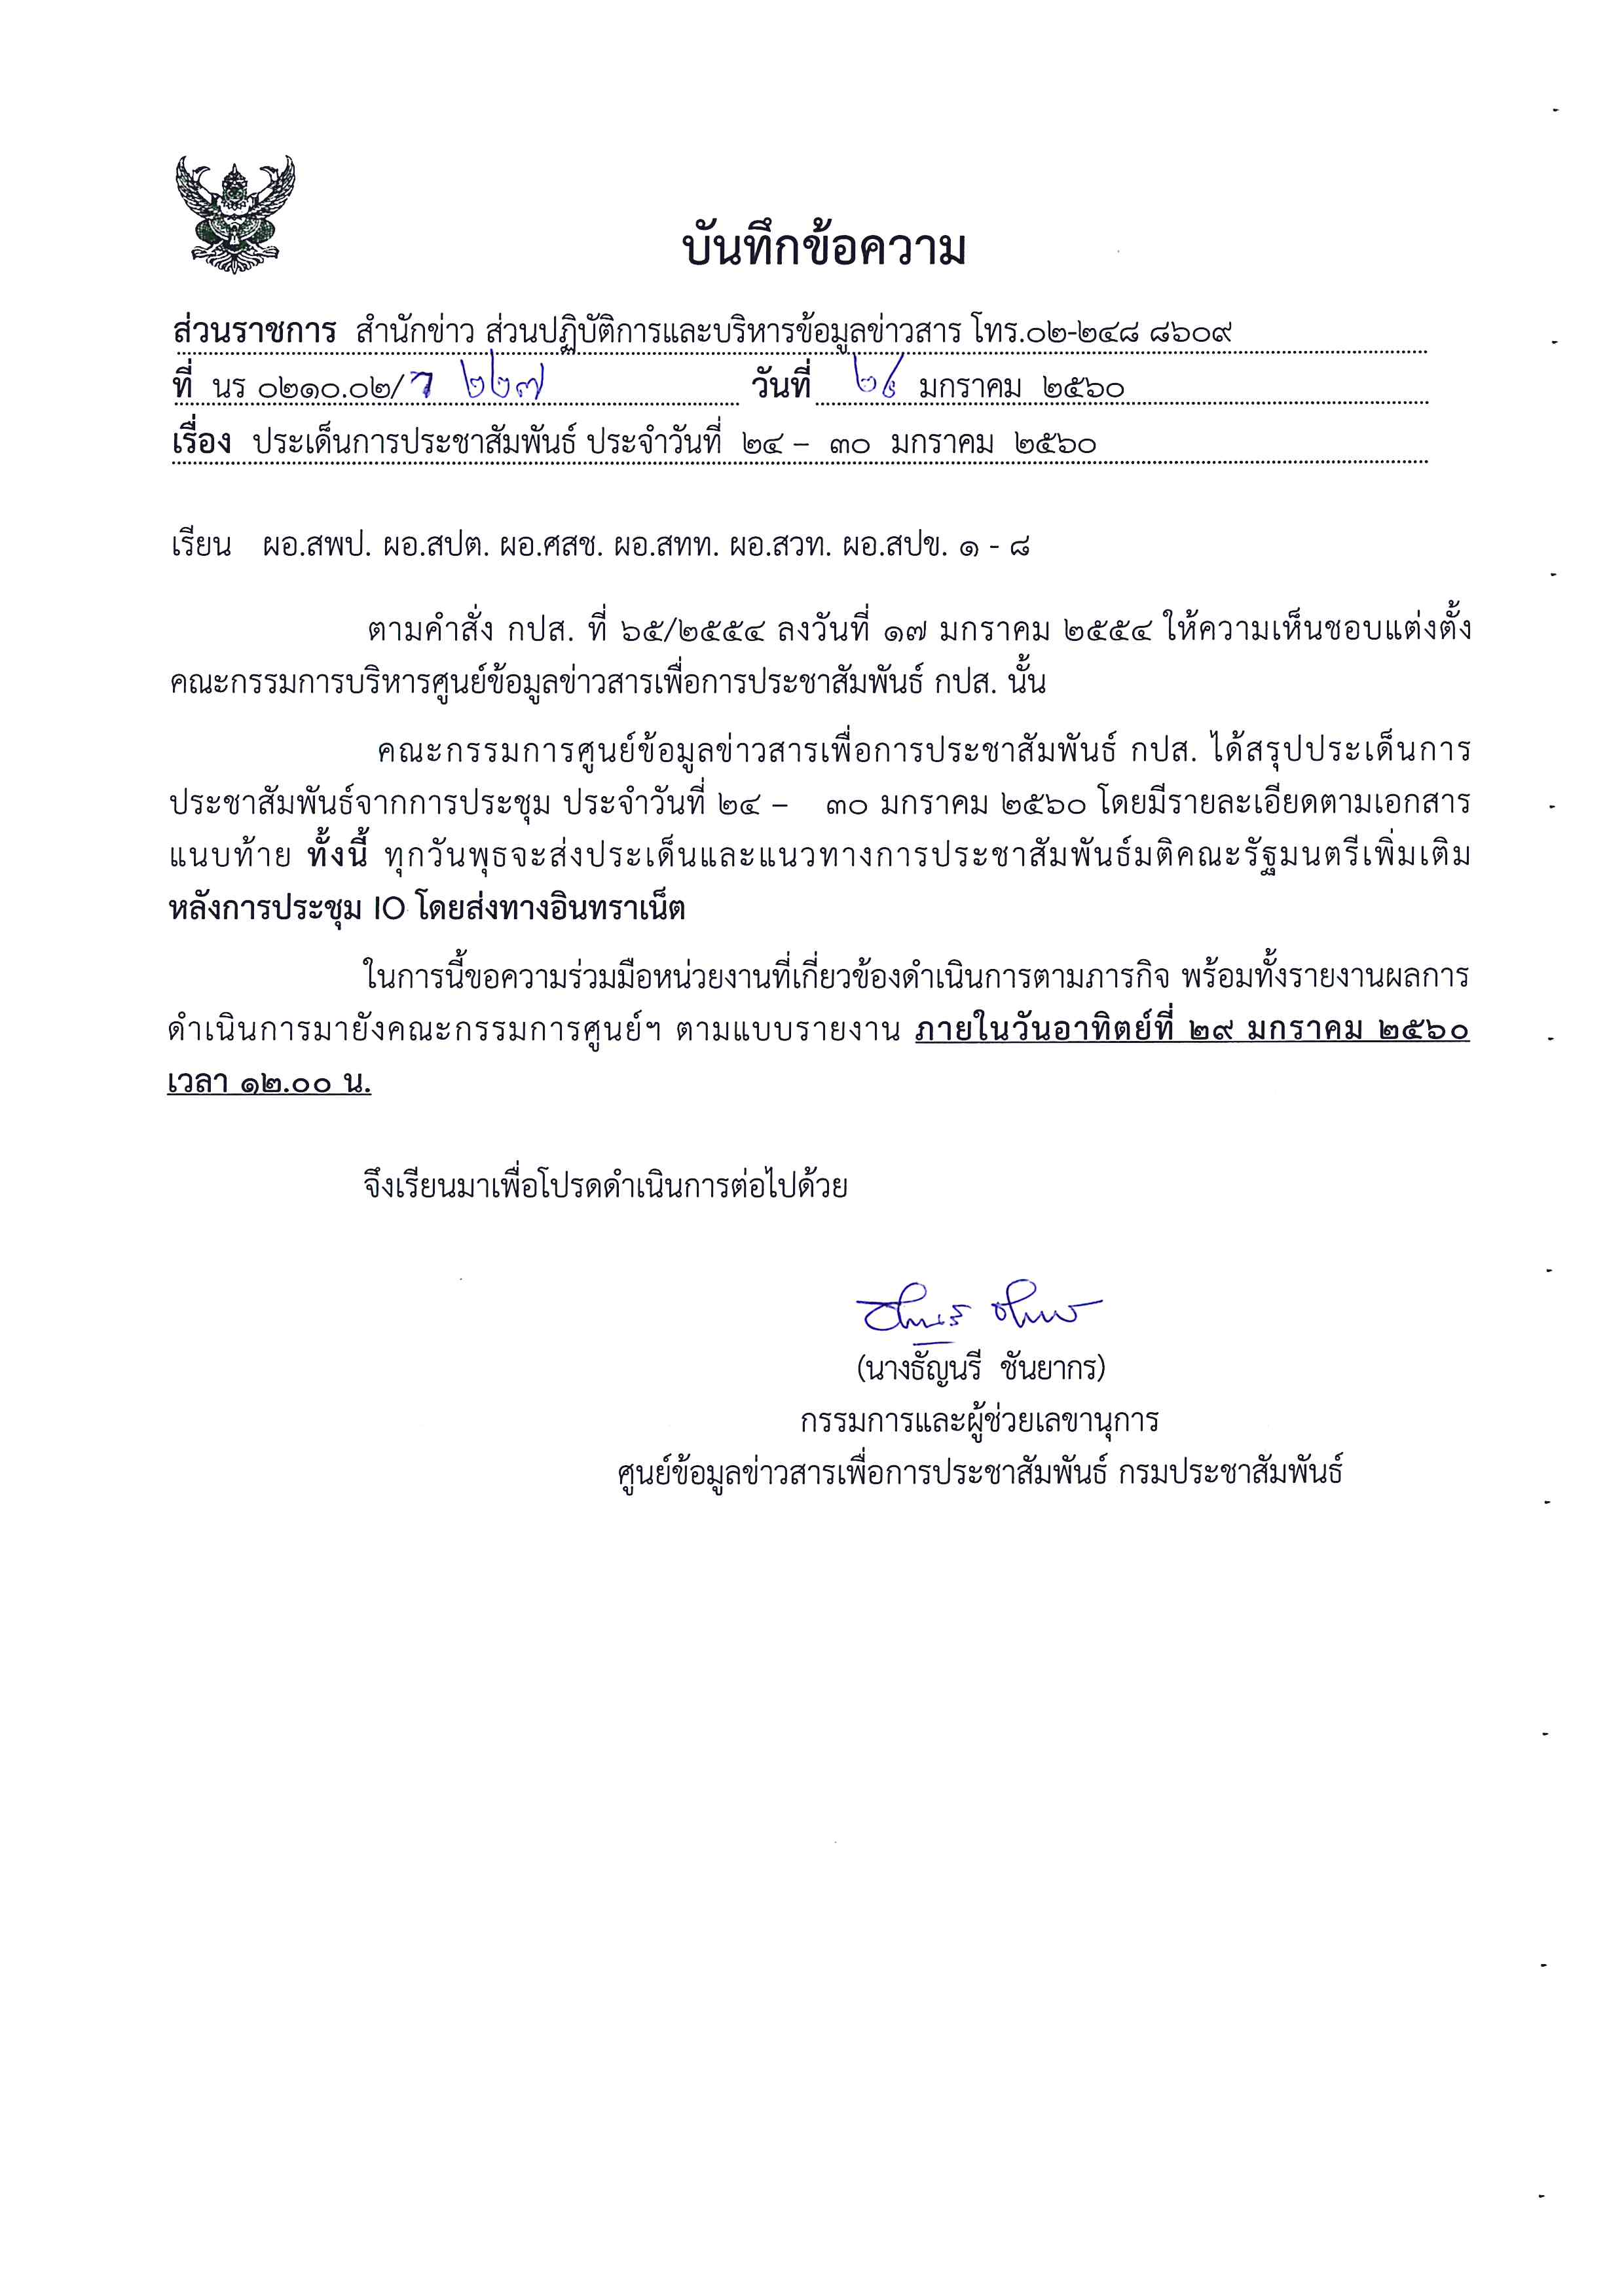 บันทึกข้อความ
ส่วนราชการ สำนักข่าว ส่วนปฏิบัติการและบริหารข้อมูลข่าวสาร โทร.๐๒-๒๔๘ ๘๖๐๙
ที่ นร ๐๒๑๐.๐๒/ว ๒๒๗ วันที่ ๒๔ มกราคม ๒๕๖๐
เรื่อง ประเด็นการประชาสัมพันธ์ ประจำวันที่ ๒๔ – ๓๐ มกราคม ๒๕๖๐
เรียน ผอ.สพป. ผอ.สปต. ผอ.ศสช. ผอ.สทท. ผอ.สวท. ผอ.สปข. ๑ - ๘
ตามคำสั่ง กปส. ที่ ๖๕/๒๕๕๔ ลงวันที่ ๑๗ มกราคม ๒๕๕๔ ให้ความเห็นชอบแต่งตั้ง
คณะกรรมการบริหารศูนย์ข้อมูลข่าวสารเพื่อการประชาสัมพันธ์ กปส. นั้น
คณะกรรมการศูนย์ข้อมูลข่าวสารเพื่อการประชาสัมพันธ์ กปส. ได้สรุปประเด็นการ
ประชาสัมพันธ์จากการประชุม ประจำวันที่ ๒๔ – ๓๐ มกราคม ๒๕๖๐ โดยมีรายละเอียดตามเอกสาร
แนบท้าย ทั้งนี้ ทุกวันพุธจะส่งประเด็นและแนวทางการประชาสัมพันธ์มติคณะรัฐมนตรีเพิ่มเติม
หลังการประชุม IO โดยส่งทางอินทราเน็ต
ในการนี้ขอความร่วมมือหน่วยงานที่เกี่ยวข้องดำเนินการตามภารกิจ พร้อมทั้งรายงานผลการ
ดำเนินการมายังคณะกรรมการศูนย์ฯ ตามแบบรายงาน ภายในวันอาทิตย์ที่ ๒๙ มกราคม ๒๕๖๐
เวลา ๑๒.๐๐ น.
จึงเรียนมาเพื่อโปรดดำเนินการต่อไปด้วย
(นางธัญนรี ชันยากร)
กรรมการและผู้ช่วยเลขานุการ
ศูนย์ข้อมูลข่าวสารเพื่อการประชาสัมพันธ์ กรมประชาสัมพันธ์